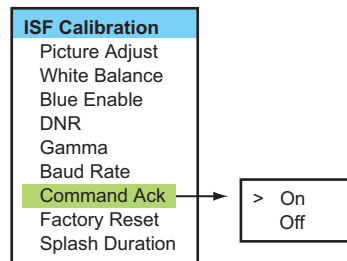 ISF Calibration
Picture Adjust
White Balance
Blue Enable
DNR
Gamma
Baud Rate
Command Ack
Factory Reset
Splash Duration
> On
Off